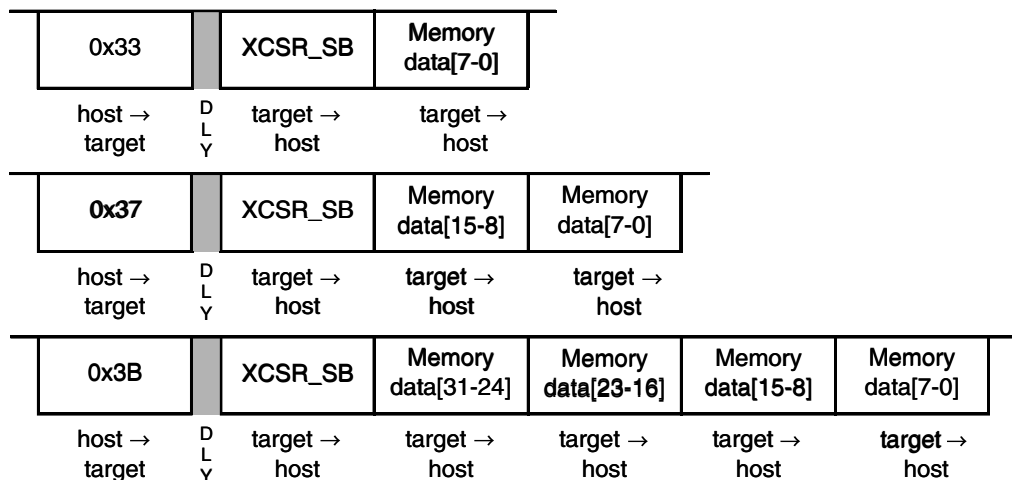 0x33 XCSR_SB Memory
data[7-0]
host → D target → target →
target L host host
Y
0x37 XCSR_SB Memory Memory
data[15-8] data[7-0]
host → D target → target → target →
target L host host host
Y
0x3B XCSR_SB Memory Memory Memory Memory
data[31-24] data[23-16] data[15-8] data[7-0]
host → D target → target → target → target → target →
target L host host host host host
Y